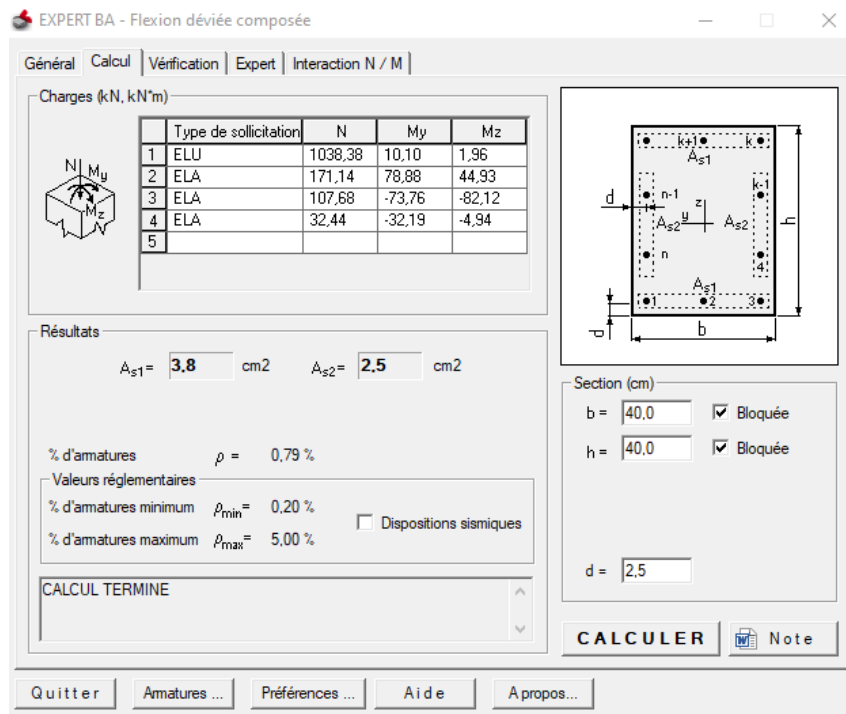 EXPERT BA - Flexion déviée composée
Général Calcul Vérification Expert Interaction N / M
Charges (kN, kN*m)
Type de sollicitation N My Mz
1 ELU 1038,38 10,10 1,96
2 ELA 171,14 78,88 44,93
3 ELA 107,68 -73,76 -82,12
4 ELA 32,44 -32,19 -4,94
5
N My
Mz
k+1 k
As1
d n-1 k-1
z
As2 y As2 h
n 4
As1
1 2 3
d b
Résultats
As1= 3,8 cm2 As2= 2,5 cm2
% d'armatures ρ = 0,79 %
Valeurs réglementaires
% d'armatures minimum ρmin= 0,20 %
% d'armatures maximum ρmax= 5,00 %
Dispositions sismiques
CALCUL TERMINE
Section (cm)
b = 40,0 Bloquée
h = 40,0 Bloquée
d = 2,5
CALCULER Note
Quitter Armatures ... Préférences ... Aide A propos...